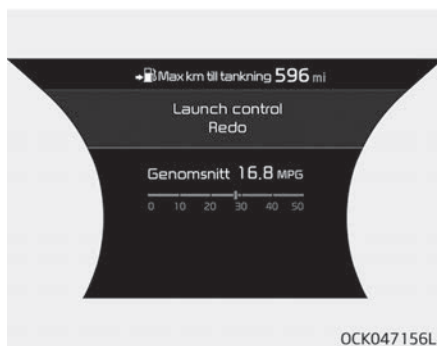 Max km till tankning 596 mi
Launch control
Redo
Genomsnitt 16.8 MPG
0 10 20 30 40 50
OCK047156L